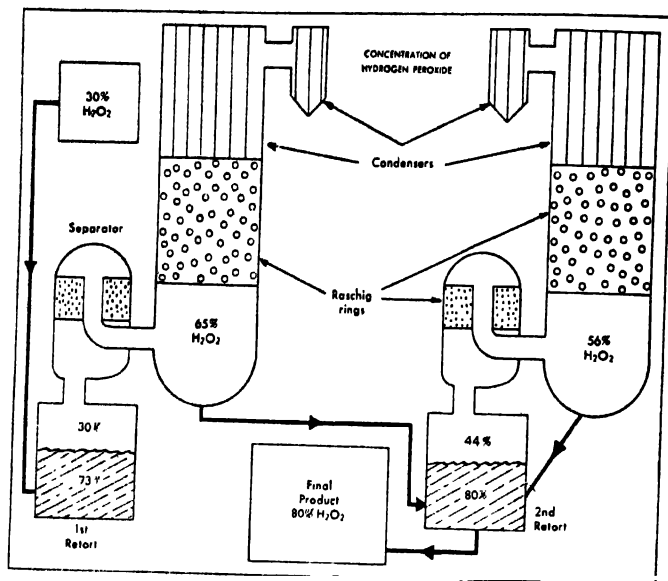 CONCENTRATION OF
HYDROGEN PEROXIDE
30%
H₂O₂
Condensers
Separator
Raschig
rings
65%
H₂O₂
56%
H₂O₂
30%
73%
1st
Retort
44%
80%
2nd
Retort
Final
Product
80% H₂O₂